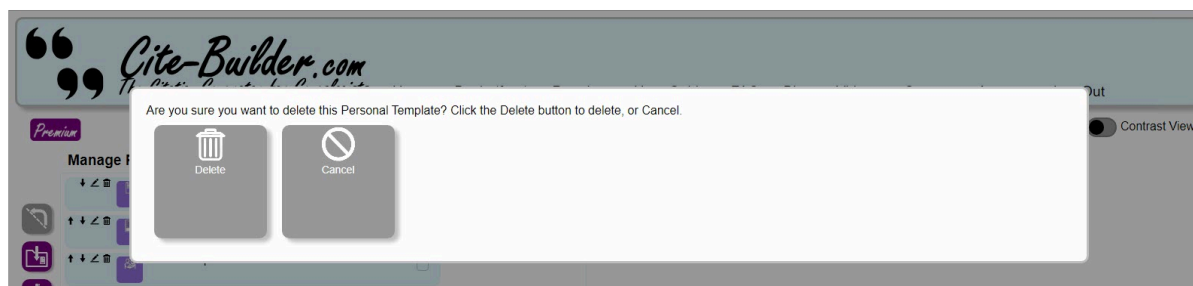 Cite-Builder.com
Out
Are you sure you want to delete this Personal Template? Click the Delete button to delete, or Cancel.
Premium
Contrast View
Manage
Delete
Cancel